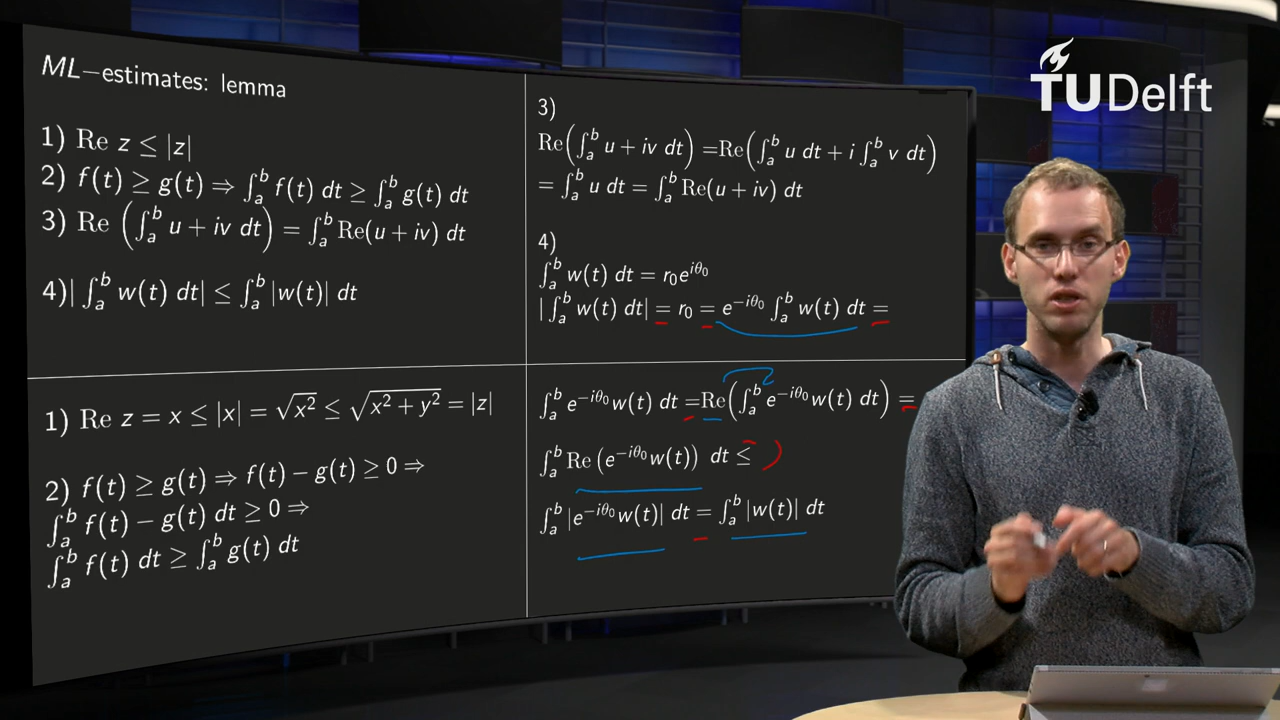 ML−estimates: lemma
1) Re z ≤ |z|
2) f(t) ≥ g(t) ⇒ ∫_a^b f(t) dt ≥ ∫_a^b g(t) dt
3) Re (∫_a^b u + iv dt) = ∫_a^b Re(u + iv) dt
4)|∫_a^b w(t) dt| ≤ ∫_a^b |w(t)| dt
3)
Re(∫_a^b u + iv dt) =Re(∫_a^b u dt + i ∫_a^b v dt)
= ∫_a^b u dt = ∫_a^b Re(u + iv) dt
4)
∫_a^b w(t) dt = r₀e^{iθ₀}
|∫_a^b w(t) dt| = r₀ = e^{−iθ₀} ∫_a^b w(t) dt =
1) Re z = x ≤ |x| = √x² ≤ √(x² + y²) = |z|
2) f(t) ≥ g(t) ⇒ f(t) − g(t) ≥ 0 ⇒
∫_a^b f(t) − g(t) dt ≥ 0 ⇒
∫_a^b f(t) dt ≥ ∫_a^b g(t) dt
∫_a^b e^{−iθ₀}w(t) dt =Re(∫_a^b e^{−iθ₀}w(t) dt) =
∫_a^b Re (e^{−iθ₀}w(t)) dt ≤
∫_a^b |e^{−iθ₀}w(t)| dt = ∫_a^b |w(t)| dt
TUDelft